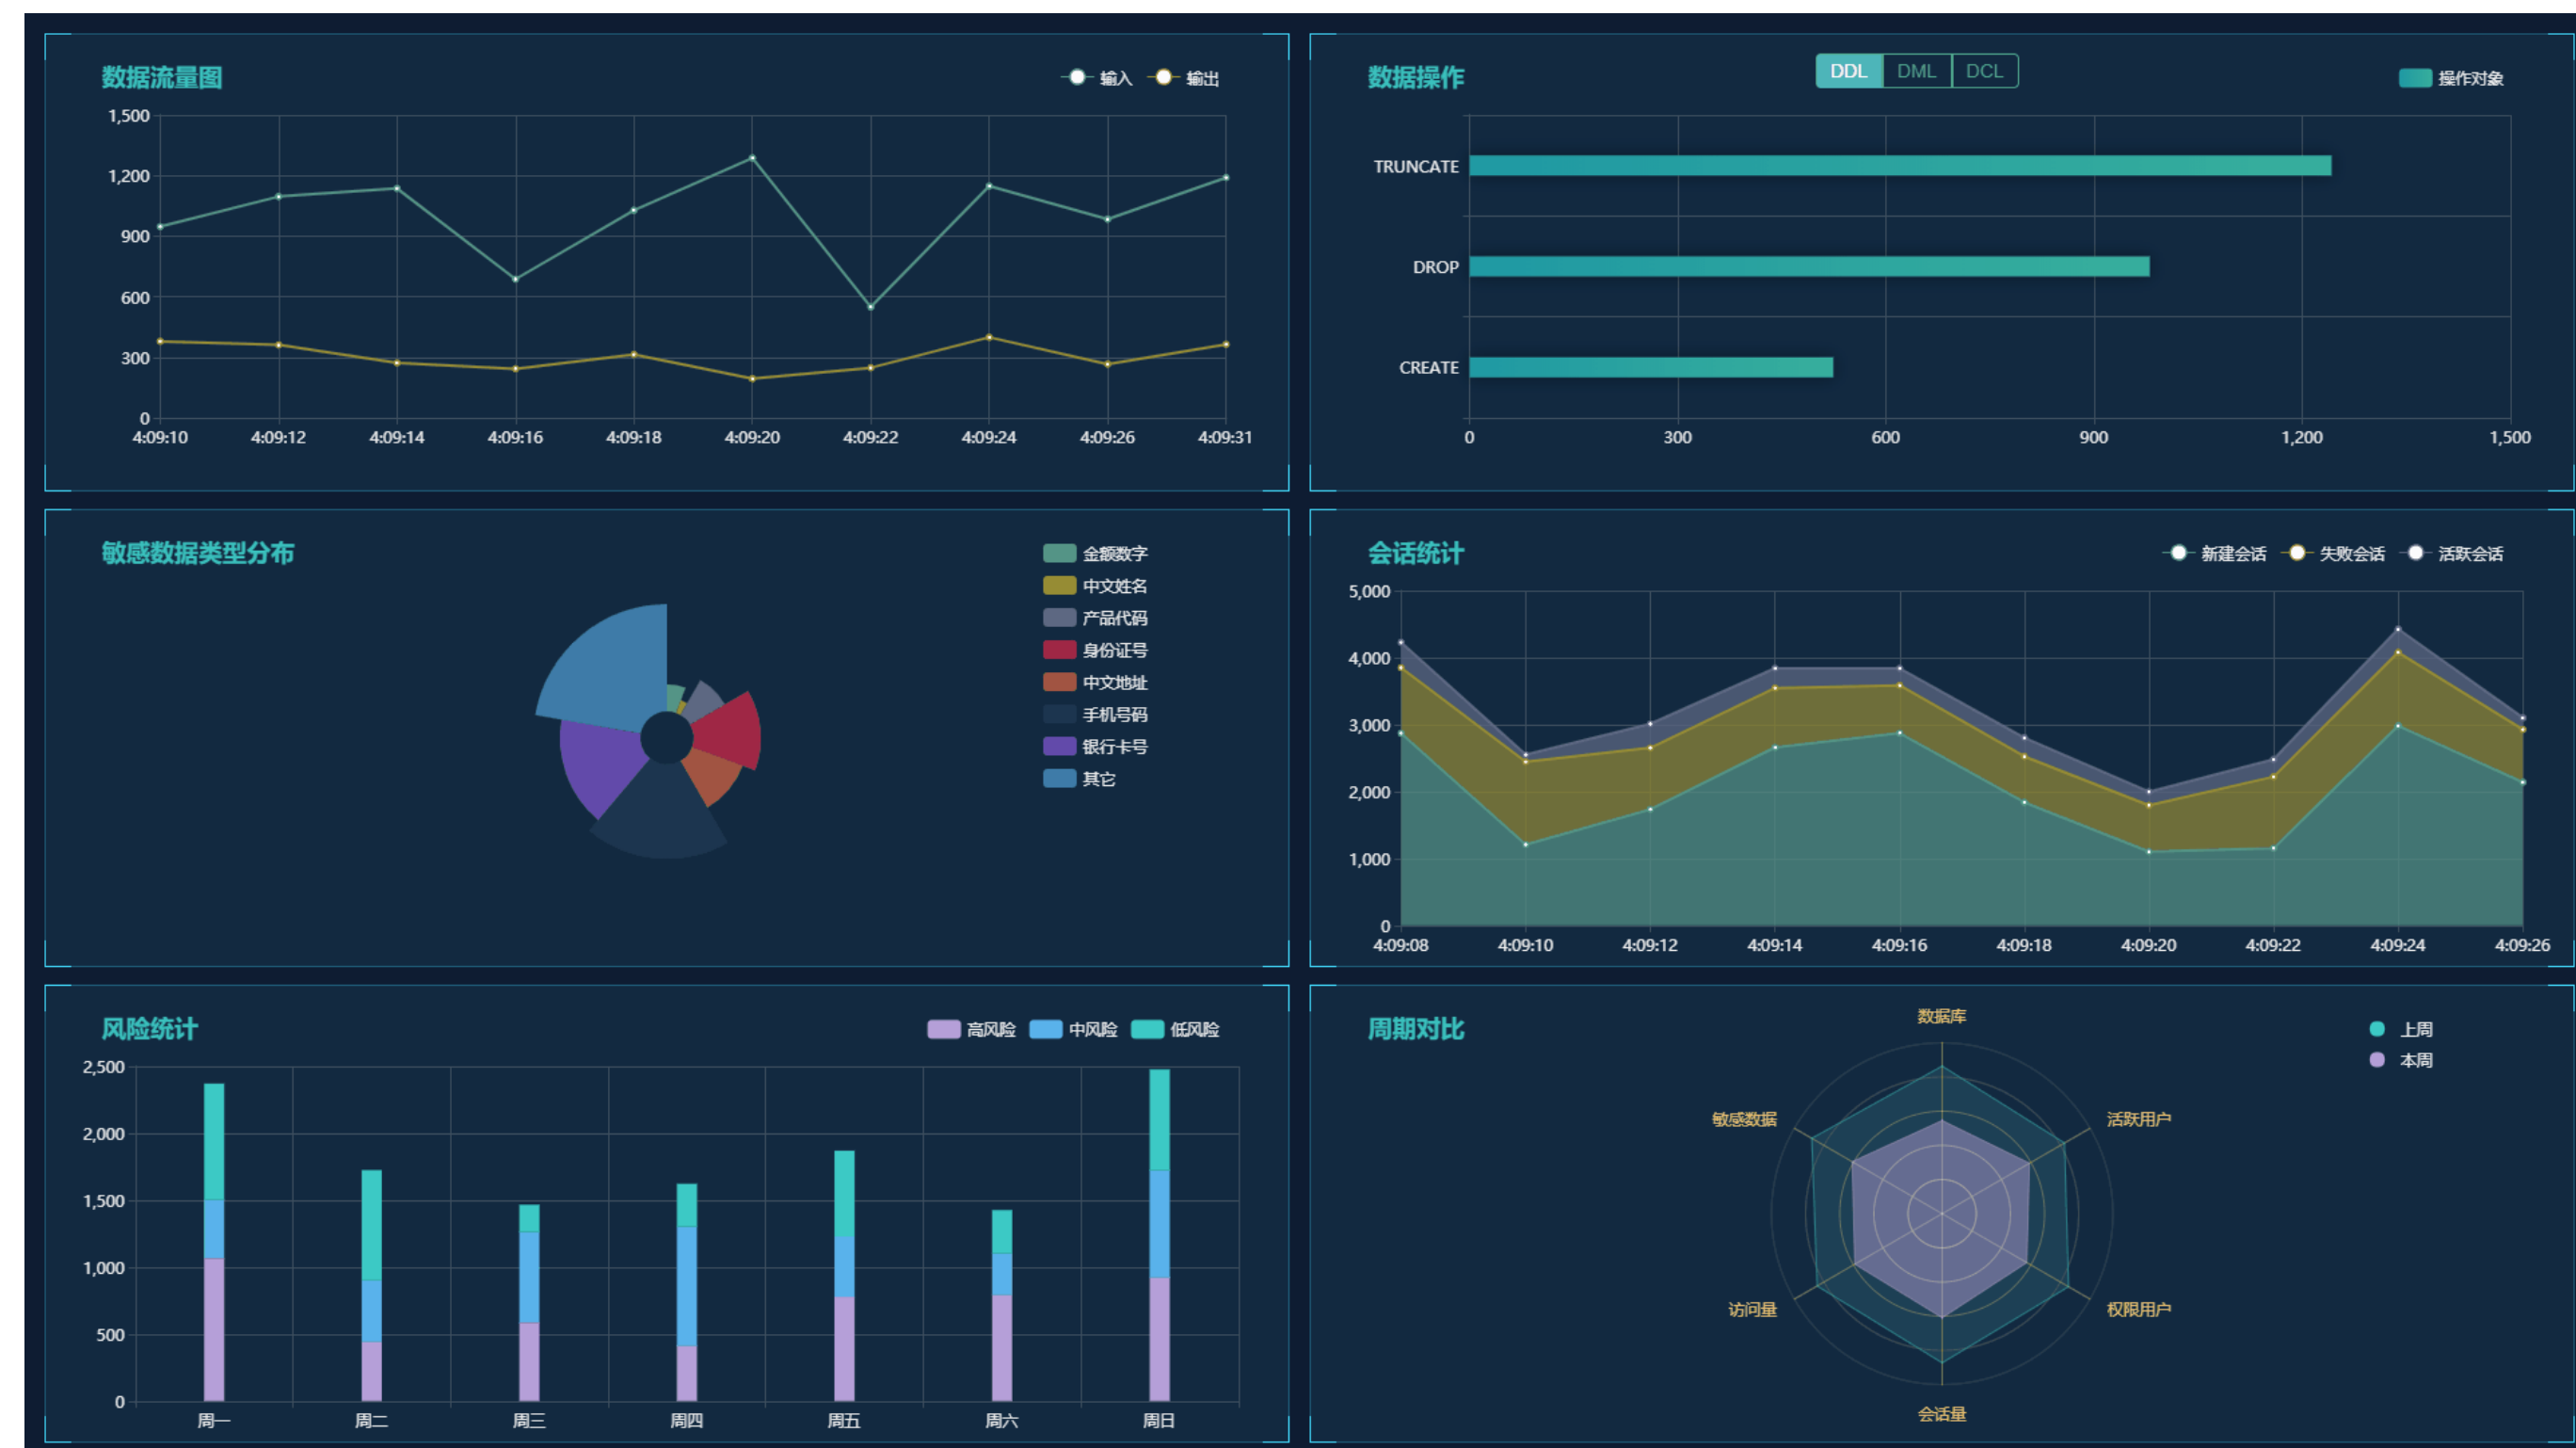 数据流量图
输入 输出
1,500
1,200
900
600
300
0
4:09:10 4:09:12 4:09:14 4:09:16 4:09:18 4:09:20 4:09:22 4:09:24 4:09:26 4:09:31
数据操作
DDL DML DCL
操作对象
TRUNCATE
DROP
CREATE
0 300 600 900 1,200 1,500
敏感数据类型分布
金额数字
中文姓名
产品代码
身份证号
中文地址
手机号码
银行卡号
其它
会话统计
新建会话 失败会话 活跃会话
5,000
4,000
3,000
2,000
1,000
0
4:09:08 4:09:10 4:09:12 4:09:14 4:09:16 4:09:18 4:09:20 4:09:22 4:09:24 4:09:26
风险统计
高风险 中风险 低风险
2,500
2,000
1,500
1,000
500
0
周一 周二 周三 周四 周五 周六 周日
周期对比
上周
本周
数据库
敏感数据 活跃用户
访问量 权限用户
会话量